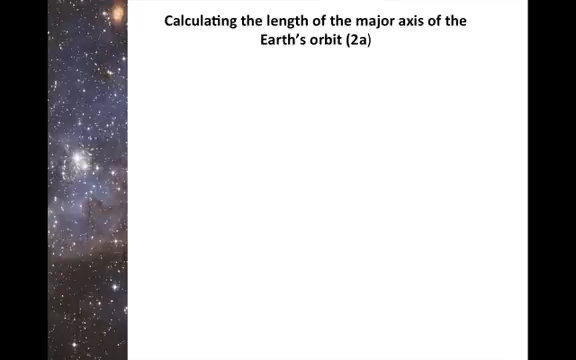 Calculating the length of the major axis of the
Earth's orbit (2a)